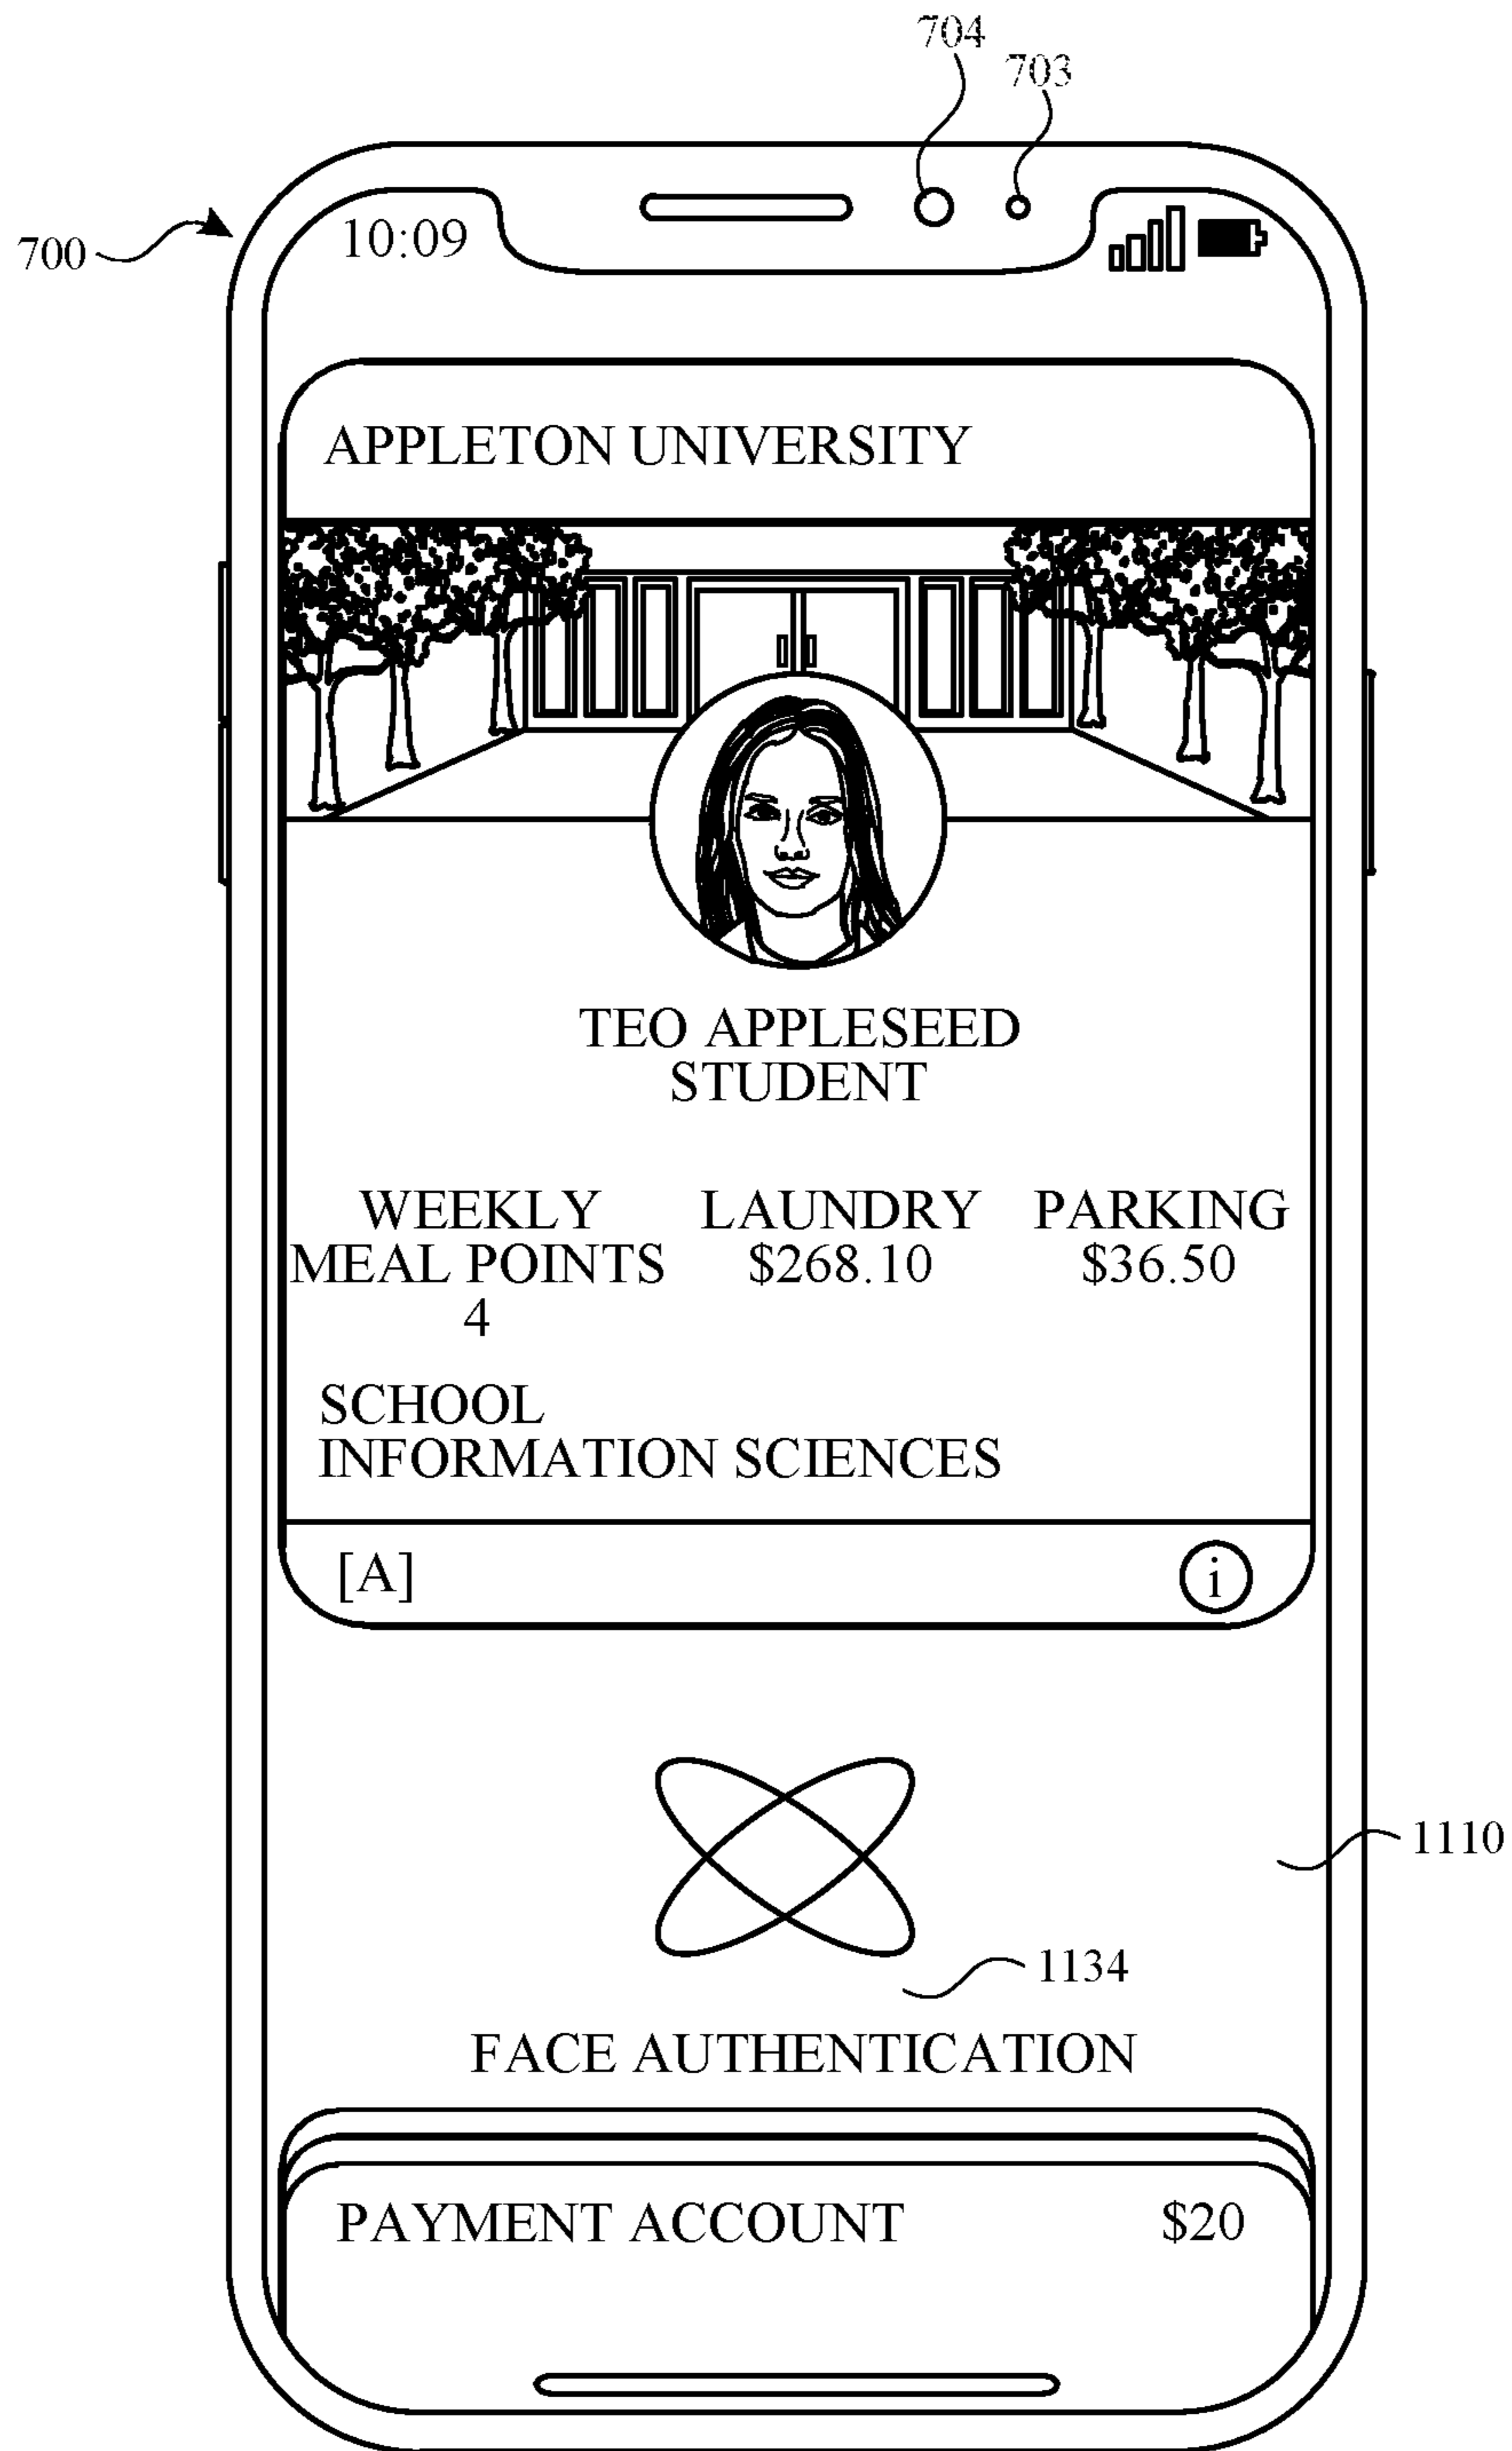 704
703
700
10:09
APPLETON UNIVERSITY
TEO APPLESEED
STUDENT
WEEKLY
MEAL POINTS
4
LAUNDRY
$268.10
PARKING
$36.50
SCHOOL
INFORMATION SCIENCES
[A]
i
1110
1134
FACE AUTHENTICATION
PAYMENT ACCOUNT $20